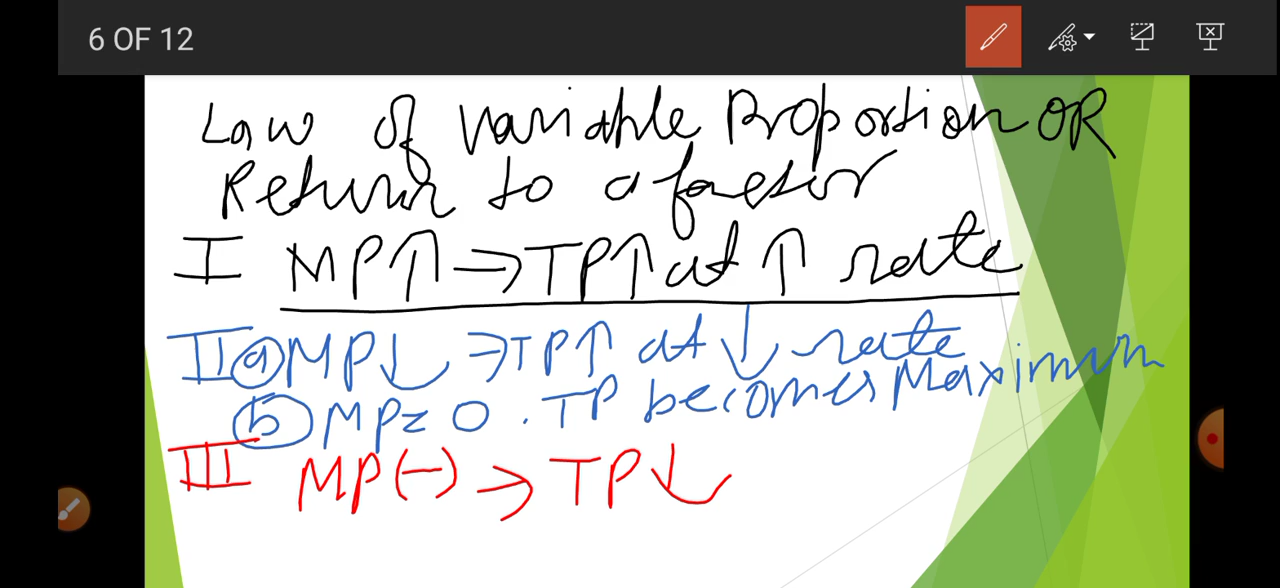 6 OF 12
Law of variable Proportion OR
Return to a factor
I MP↑ → TP↑ at ↑ rate
II (a) MP↓ → TP↑ at ↓ rate
(b) MP = 0. TP becomes Maximum
III MP(-) → TP↓